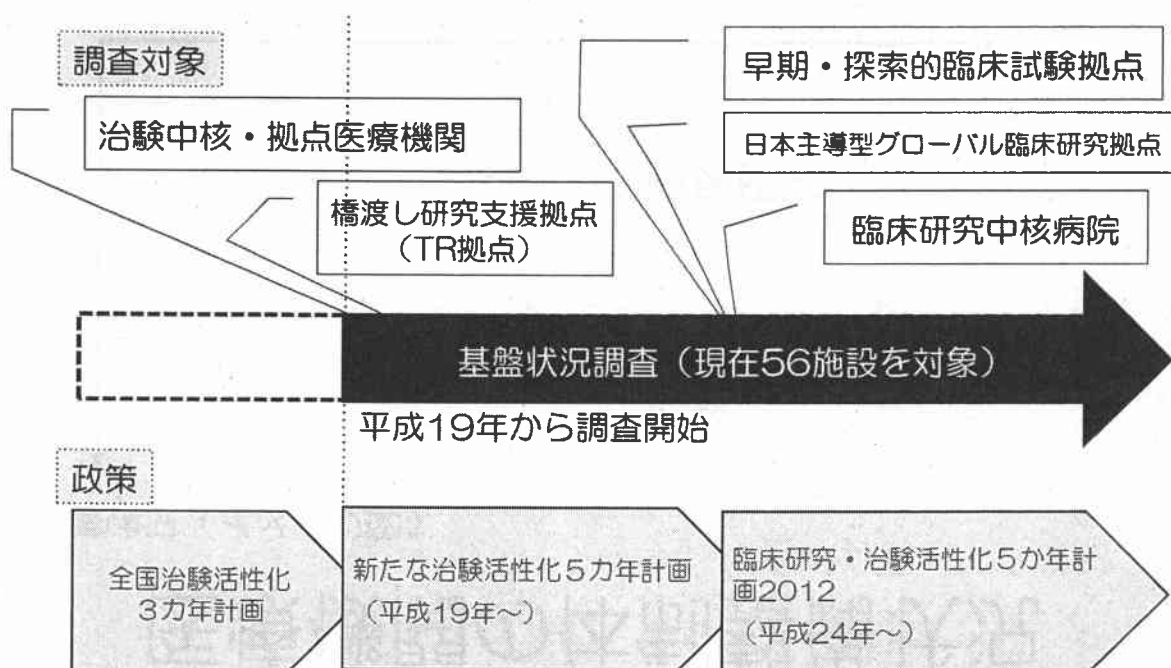 調査対象
治験中核・拠点医療機関
橋渡し研究支援拠点
（TR拠点）
早期・探索的臨床試験拠点
日本主導型グローバル臨床研究拠点
臨床研究中核病院
基盤状況調査（現在56施設を対象）
平成19年から調査開始
政策
全国治験活性化
３カ年計画
新たな治験活性化５カ年計画
（平成19年～）
臨床研究・治験活性化５か年計
画2012
（平成24年～）